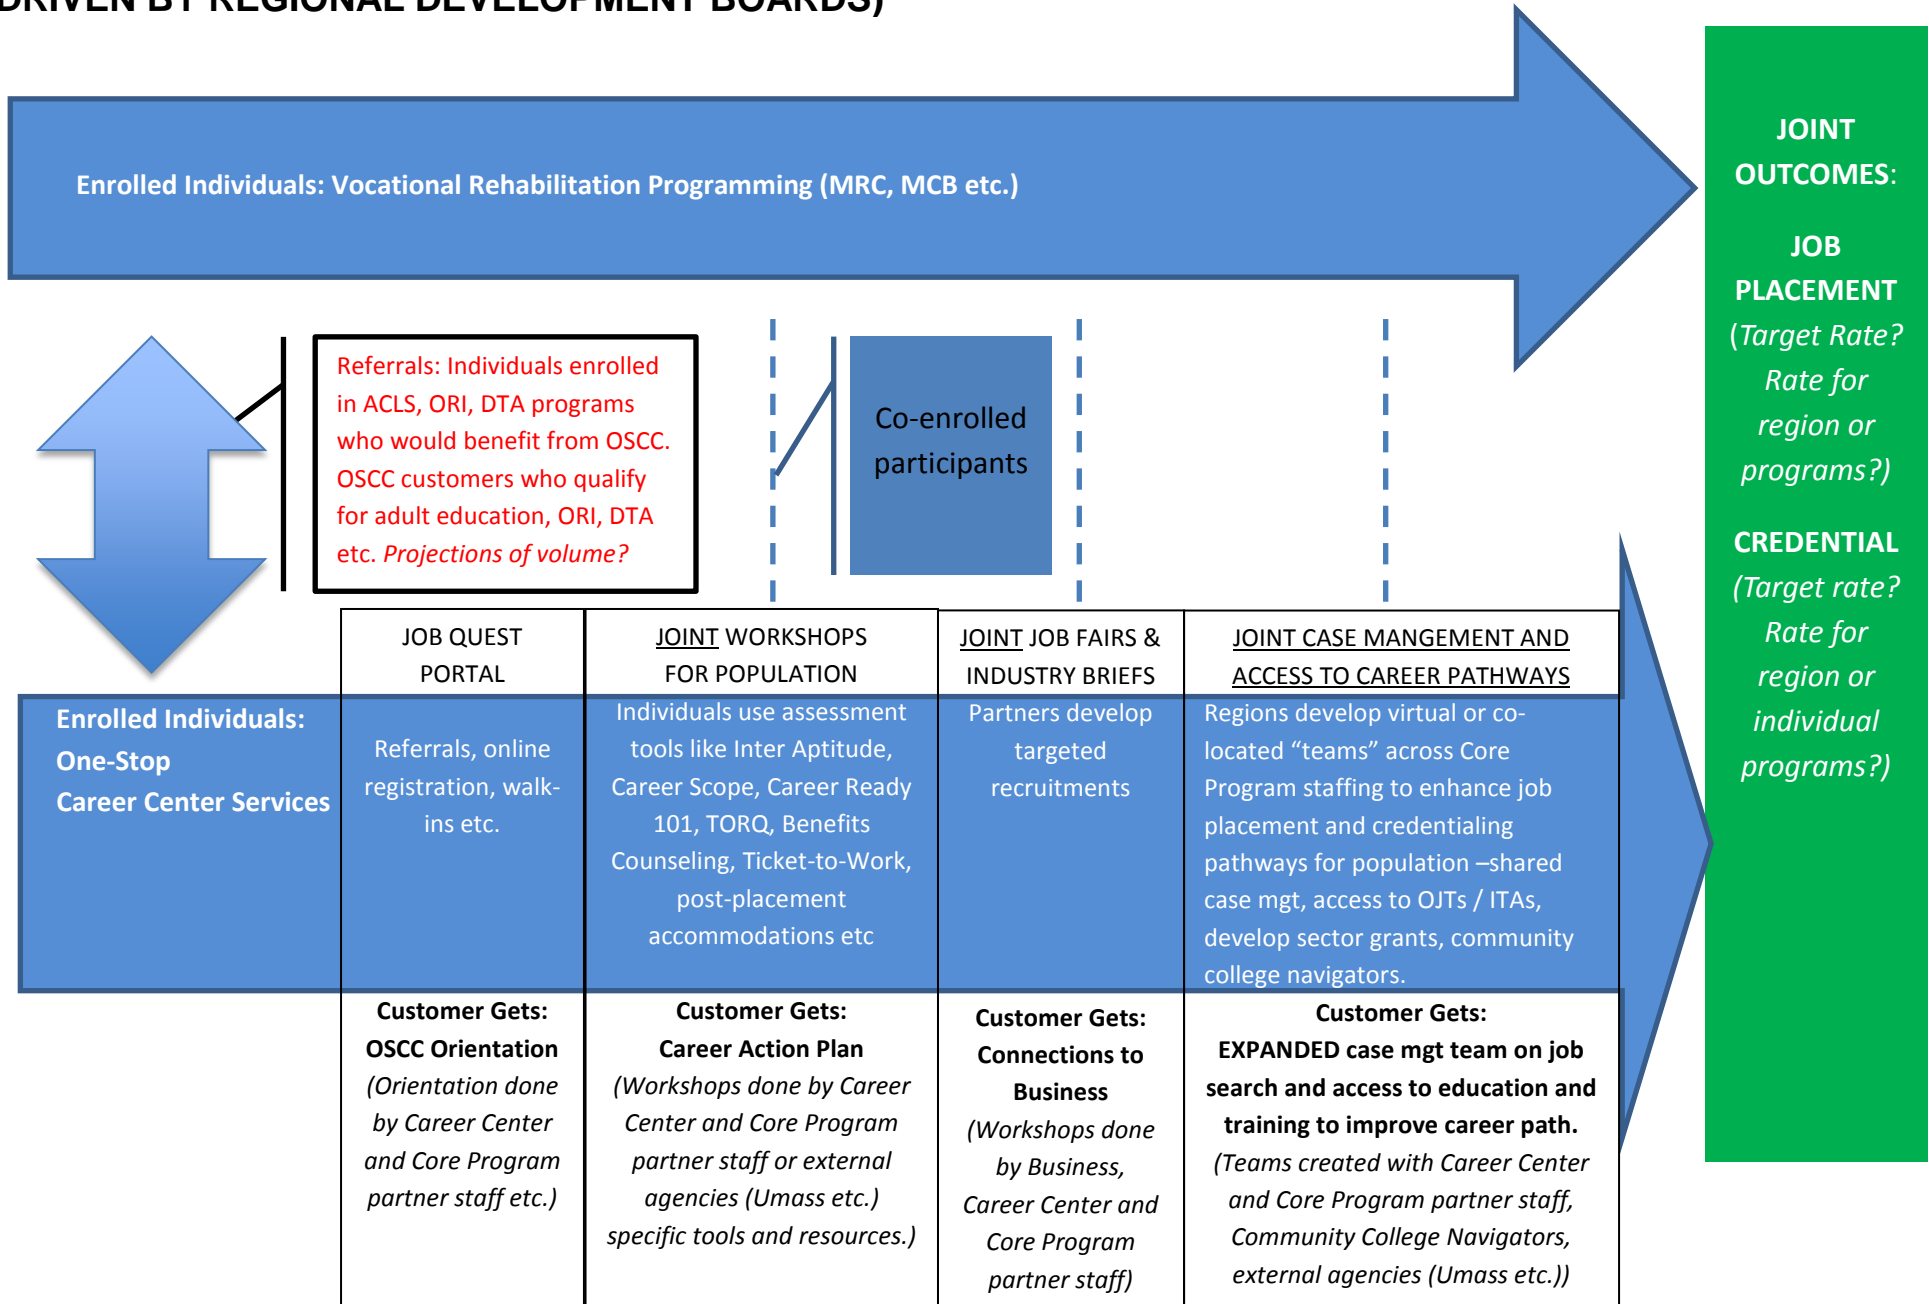 DRIVEN BY REGIONAL DEVELOPMENT BOARDS)
Enrolled Individuals: Vocational Rehabilitation Programming (MRC, MCB etc.)
Referrals: Individuals enrolled
in ACLS, ORI, DTA programs
who would benefit from OSCC.
OSCC customers who qualify
for adult education, ORI, DTA
etc. Projections of volume?
Co-enrolled
participants
Enrolled Individuals:
One-Stop
Career Center Services
JOB QUEST
PORTAL
Referrals, online
registration, walk-
ins etc.
Customer Gets:
OSCC Orientation
(Orientation done
by Career Center
and Core Program
partner staff etc.)
JOINT WORKSHOPS
FOR POPULATION
Individuals use assessment
tools like Inter Aptitude,
Career Scope, Career Ready
101, TORQ, Benefits
Counseling, Ticket-to-Work,
post-placement
accommodations etc
Customer Gets:
Career Action Plan
(Workshops done by Career
Center and Core Program
partner staff or external
agencies (Umass etc.)
specific tools and resources.)
JOINT JOB FAIRS &
INDUSTRY BRIEFS
Partners develop
targeted
recruitments
Customer Gets:
Connections to
Business
(Workshops done
by Business,
Career Center and
Core Program
partner staff)
JOINT CASE MANGEMENT AND
ACCESS TO CAREER PATHWAYS
Regions develop virtual or co-
located “teams” across Core
Program staffing to enhance job
placement and credentialing
pathways for population –shared
case mgt, access to OJTs / ITAs,
develop sector grants, community
college navigators.
Customer Gets:
EXPANDED case mgt team on job
search and access to education and
training to improve career path.
(Teams created with Career Center
and Core Program partner staff,
Community College Navigators,
external agencies (Umass etc.))
JOINT
OUTCOMES:
JOB
PLACEMENT
(Target Rate?
Rate for
region or
programs?)
CREDENTIAL
(Target rate?
Rate for
region or
individual
programs?)